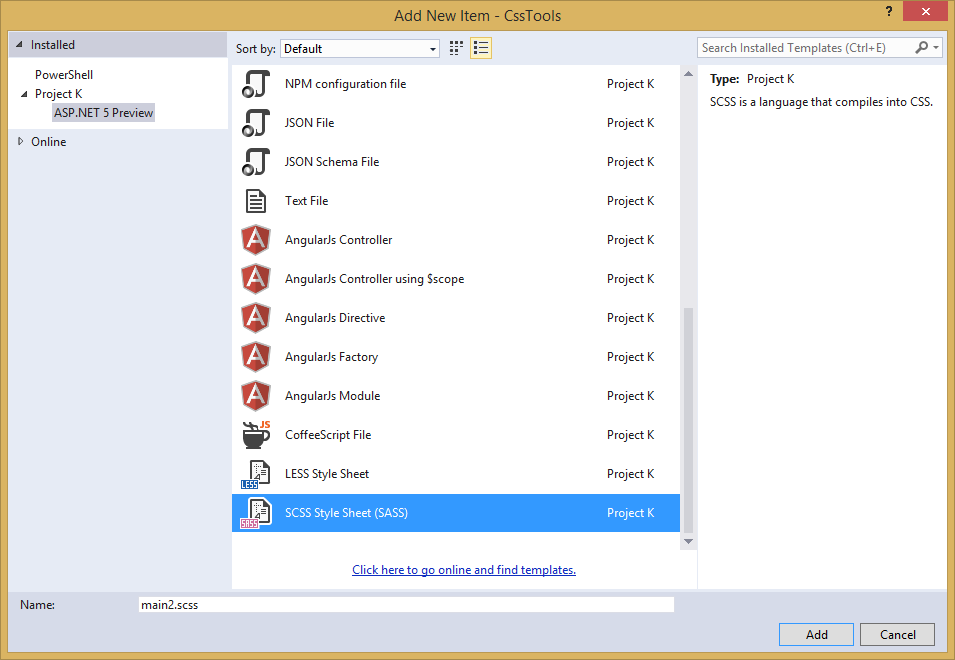 Add New Item - CssTools
?
Installed
PowerShell
Project K
ASP.NET 5 Preview
Online
Sort by: Default
Search Installed Templates (Ctrl+E)
NPM configuration file Project K
JSON File Project K
JSON Schema File Project K
Text File Project K
AngularJs Controller Project K
AngularJs Controller using $scope Project K
AngularJs Directive Project K
AngularJs Factory Project K
AngularJs Module Project K
JS CoffeeScript File Project K
LESS LESS Style Sheet Project K
SASS SCSS Style Sheet (SASS) Project K
Click here to go online and find templates.
Type: Project K
SCSS is a language that compiles into CSS.
Name: main2.scss
Add Cancel